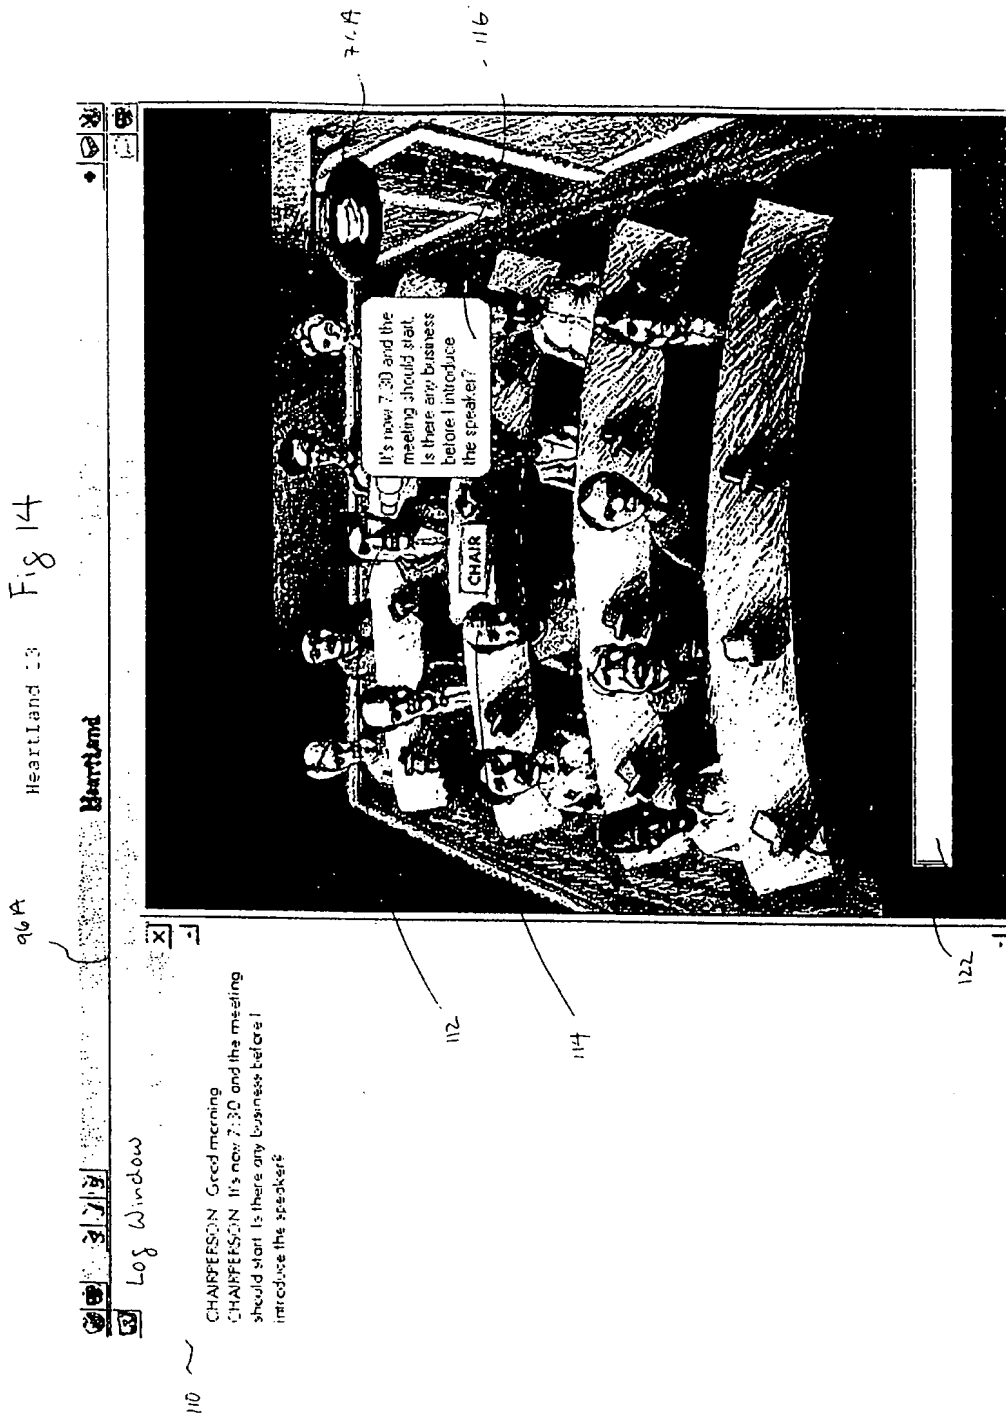 96A
HeartLand
Fig 14
Heartland
Log Window
110
CHAIRPERSON Good morning
CHAIRPERSON It's now 7:30 and the meeting
should start Is there any business before I
introduce the speaker?
It's now 7:30 and the
meeting should start.
Is there any business
before I introduce
the speaker?
CHAIR
76A
116
112
114
122